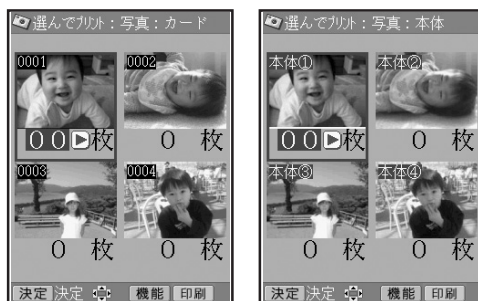 選んでプリント：写真：カード
0001
0002
００枚
０ 枚
0003
0004
０ 枚
０ 枚
決定 決定 機能 印刷
選んでプリント：写真：本体
本体①
本体②
００枚
０ 枚
本体③
本体④
０ 枚
０ 枚
決定 決定 機能 印刷